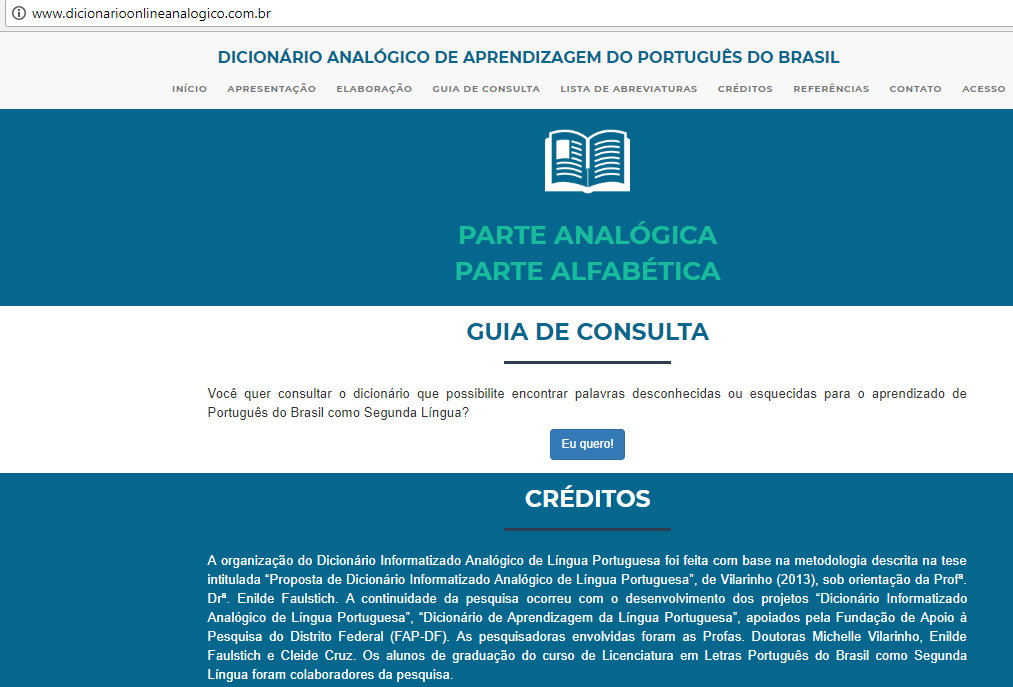 www.dicionarioonlineanalogico.com.br
DICIONÁRIO ANALÓGICO DE APRENDIZAGEM DO PORTUGUÊS DO BRASIL
INÍCIO APRESENTAÇÃO ELABORAÇÃO GUIA DE CONSULTA LISTA DE ABREVIATURAS CRÉDITOS REFERÊNCIAS CONTATO ACESSO
PARTE ANALÓGICA
PARTE ALFABÉTICA
GUIA DE CONSULTA
Você quer consultar o dicionário que possibilite encontrar palavras desconhecidas ou esquecidas para o aprendizado de
Português do Brasil como Segunda Língua?
Eu quero!
CRÉDITOS
A organização do Dicionário Informatizado Analógico de Língua Portuguesa foi feita com base na metodologia descrita na tese
intitulada “Proposta de Dicionário Informatizado Analógico de Língua Portuguesa”, de Vilarinho (2013), sob orientação da Profª.
Drª. Enilde Faulstich. A continuidade da pesquisa ocorreu com o desenvolvimento dos projetos “Dicionário Informatizado
Analógico de Língua Portuguesa”, “Dicionário de Aprendizagem da Língua Portuguesa”, apoiados pela Fundação de Apoio à
Pesquisa do Distrito Federal (FAP-DF). As pesquisadoras envolvidas foram as Profas. Doutoras Michelle Vilarinho, Enilde
Faulstich e Cleide Cruz. Os alunos de graduação do curso de Licenciatura em Letras Português do Brasil como Segunda
Língua foram colaboradores da pesquisa.